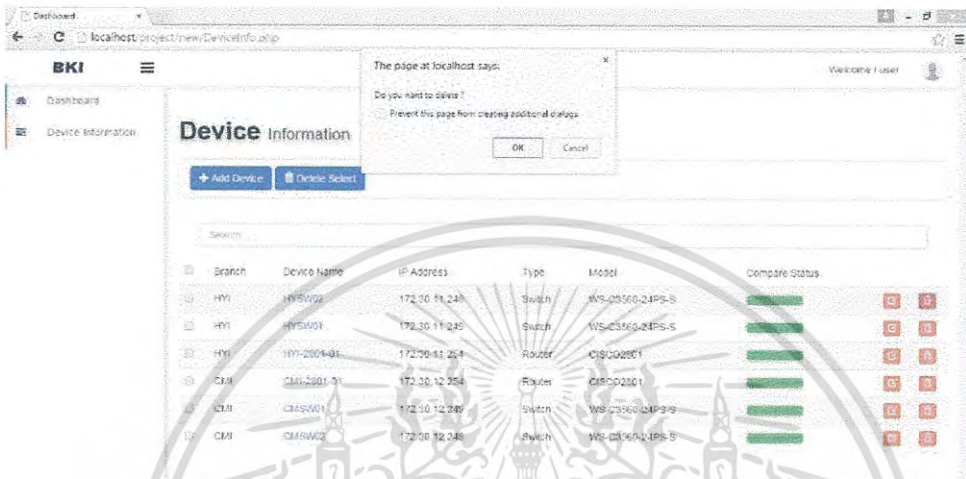 Dashboard
localhost/project/new/DeviceInfo.php
BKI
Welcome ! user
The page at localhost says:
Do you want to delete ?
Prevent this page from creating additional dialogs.
OK Cancel
Dashboard
Device Information
Device Information
Add Device Delete Select
Search
Branch Device Name IP Address Type Model Compare Status
HYI HYSW02 172.30.11.248 Switch WS-C3560-24PS-S
HYI HYSW01 172.30.11.249 Switch WS-C3560-24PS-S
HYI HYI-2801-01 172.30.11.254 Router CISCO2801
CMI CMI-2801-01 172.30.12.254 Router CISCO2801
CMI CMSW01 172.30.12.249 Switch WS-C3560-24PS-S
CMI CMSW02 172.30.12.248 Switch WS-C3560-24PS-S